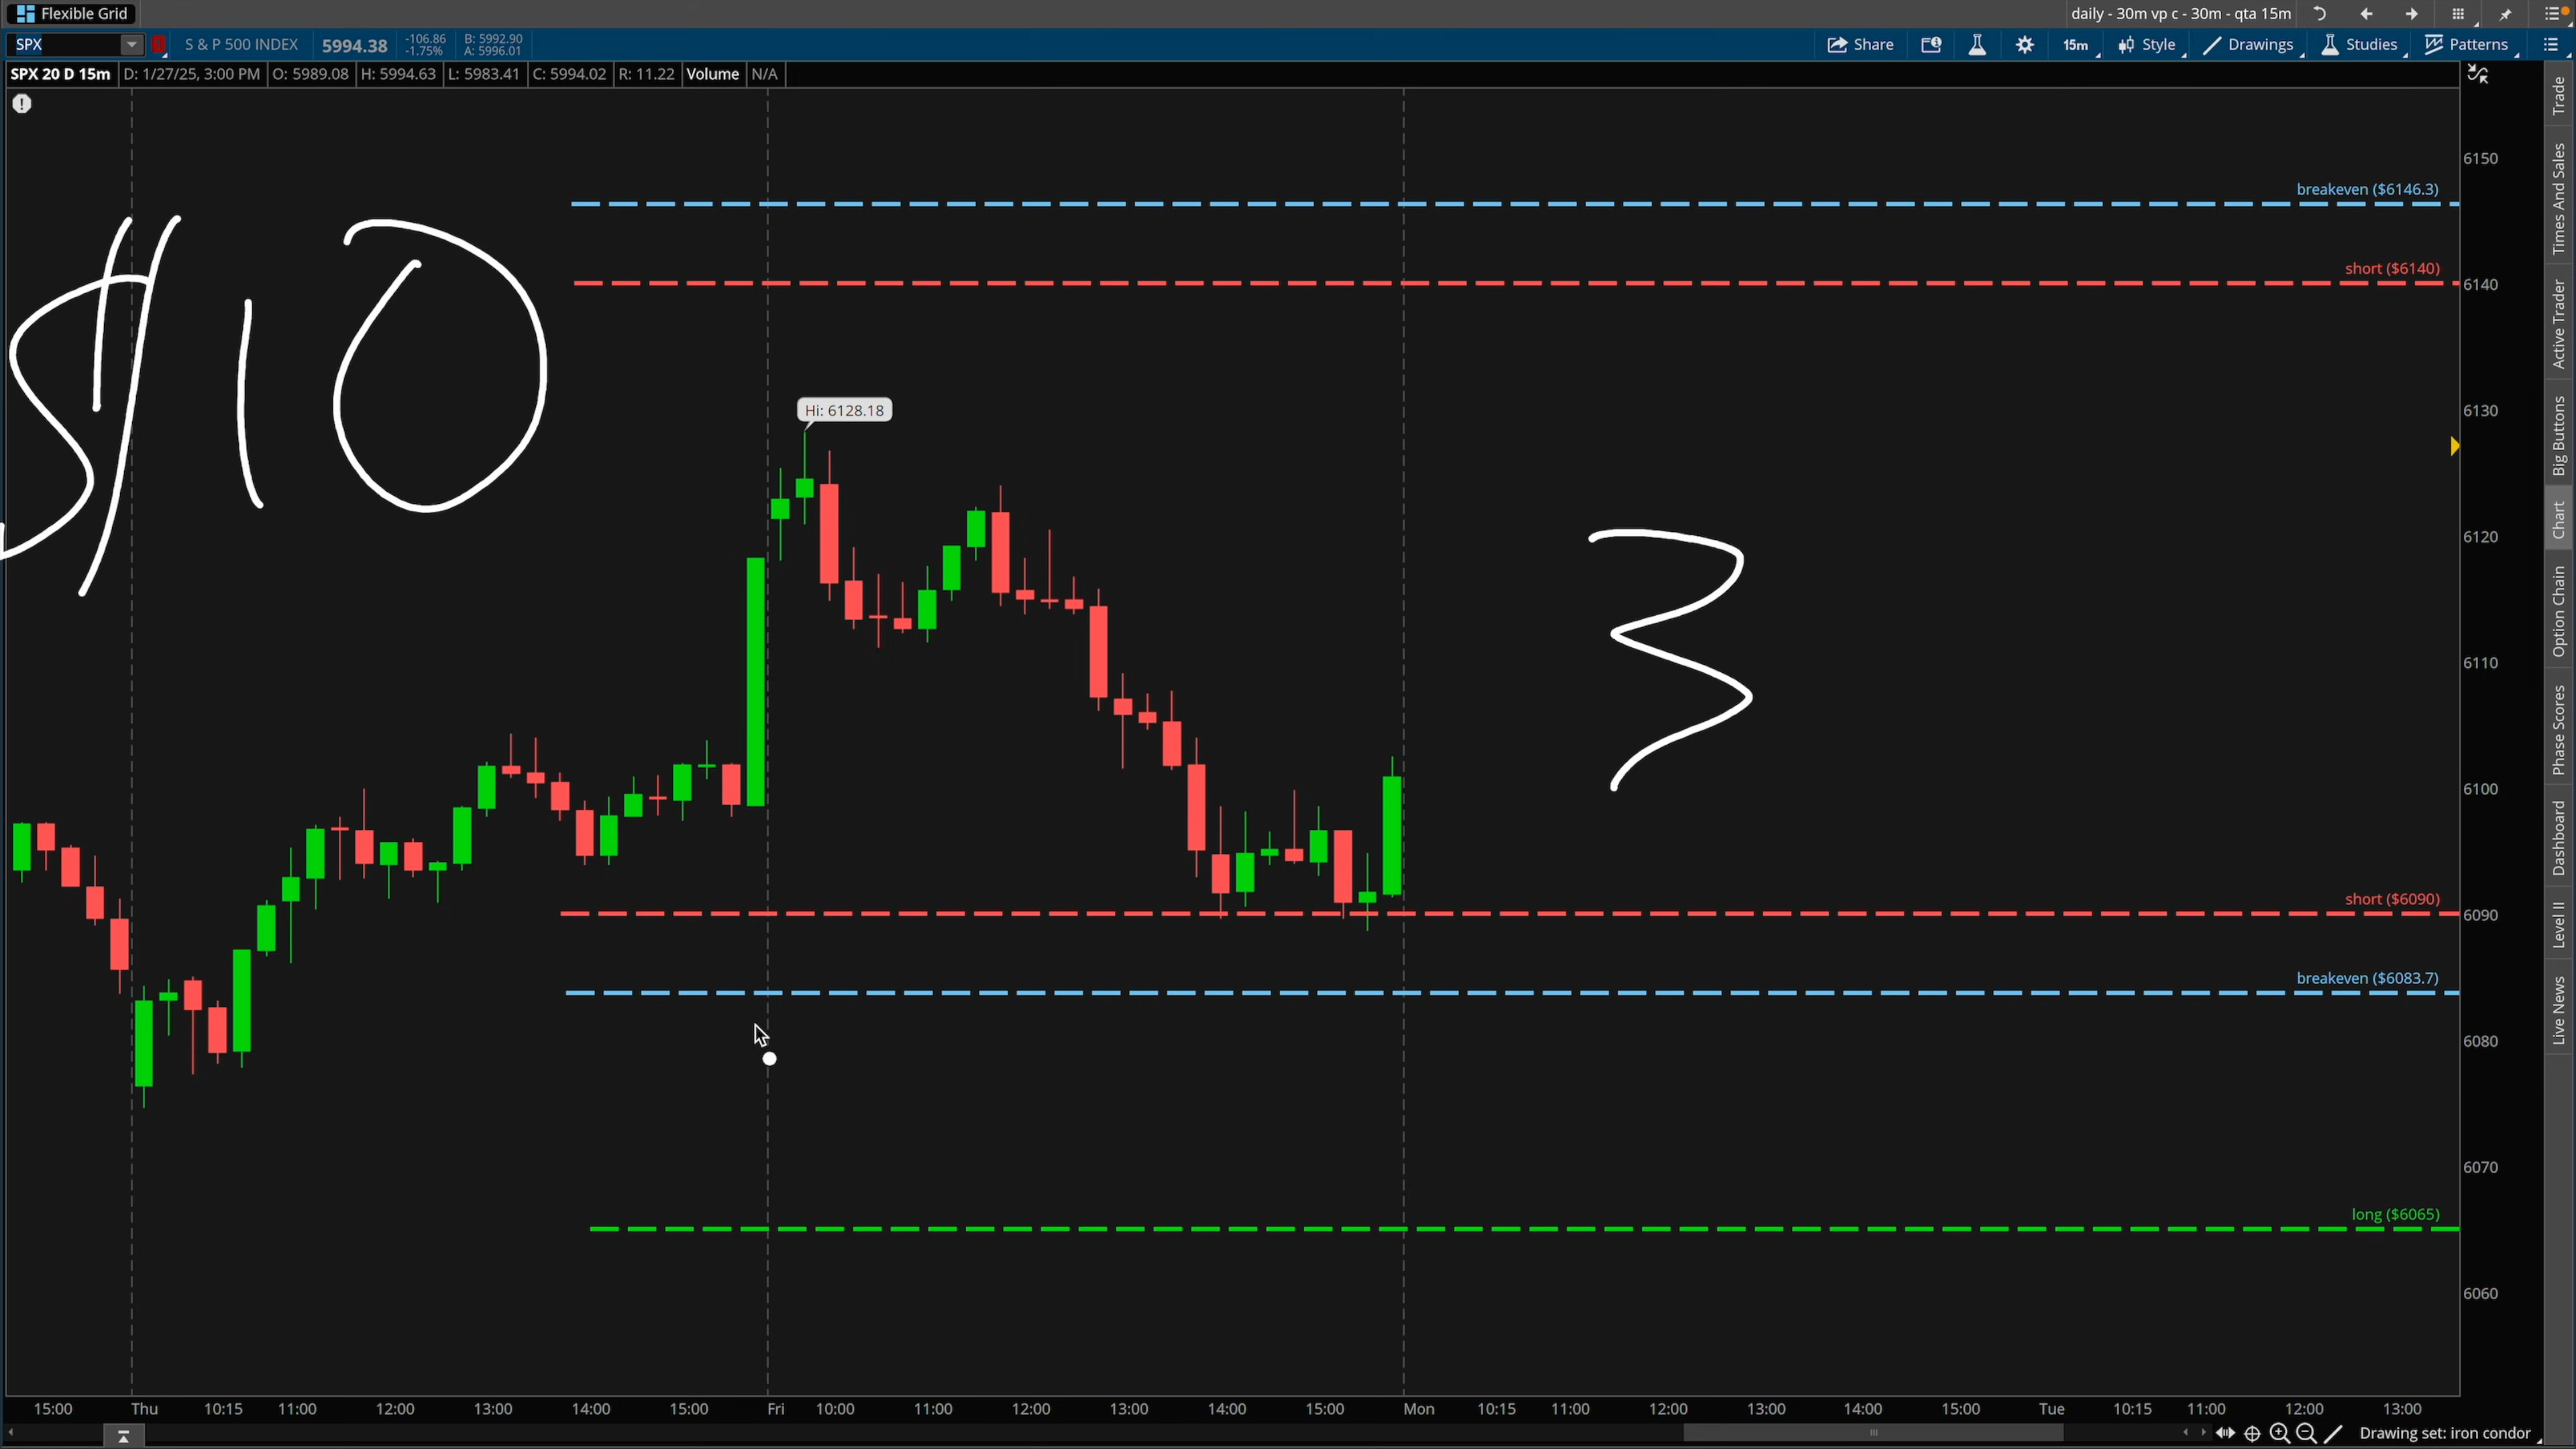 Flexible Grid
daily - 30m vp c - 30m - qta 15m
SPX S & P 500 INDEX 5994.38 -106.86 -1.75% B: 5992.90 A: 5996.01 Share 15m Style Drawings Studies Patterns
SPX 20 D 15m D: 1/27/25, 3:00 PM O: 5989.08 H: 5994.63 L: 5983.41 C: 5994.02 R: 11.22 Volume N/A
$10
3
Hi: 6128.18
breakeven ($6146.3)
short ($6140)
short ($6090)
breakeven ($6083.7)
long ($6065)
6150
6140
6130
6120
6110
6100
6090
6080
6070
6060
Trade
Times And Sales
Active Trader
Big Buttons
Chart
Option Chain
Phase Scores
Dashboard
Level II
Live News
15:00 Thu 10:15 11:00 12:00 13:00 14:00 15:00 Fri 10:00 11:00 12:00 13:00 14:00 15:00 Mon 10:15 11:00 12:00 13:00 14:00 15:00 Tue 10:15 11:00 12:00 13:00
Drawing set: iron condor